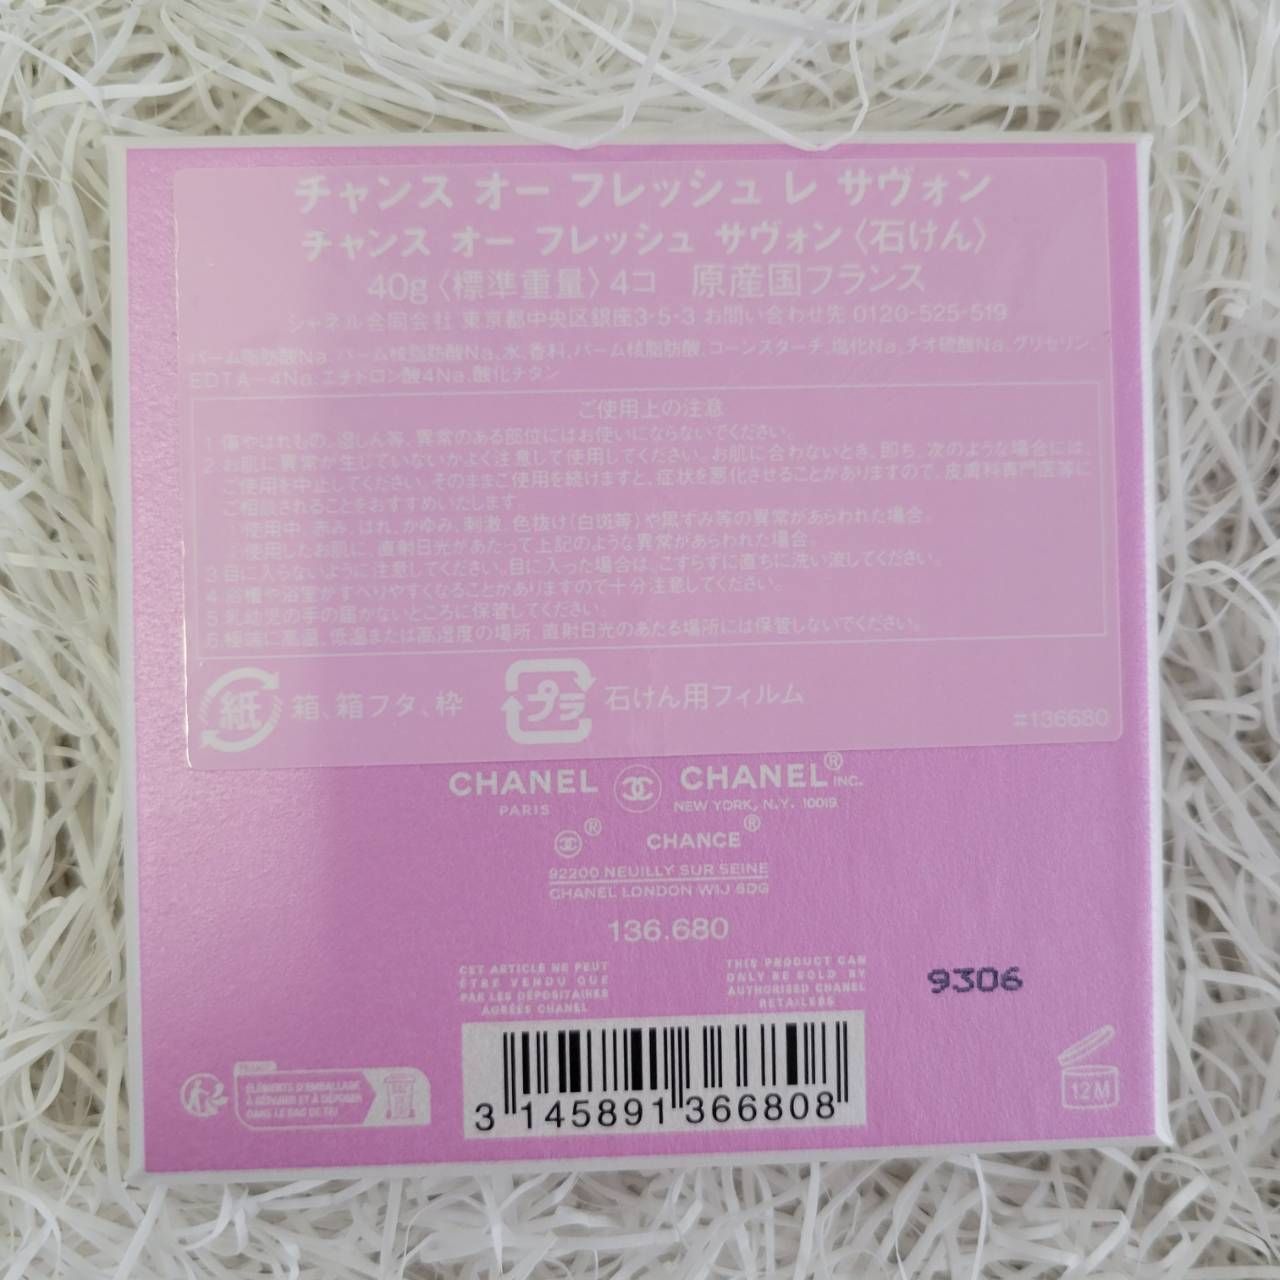 チャンス オー フレッシュ レ サヴォン
チャンス オー フレッシュ サヴォン〈石けん〉
40g〈標準重量〉4コ 原産国フランス
シャネル合同会社 東京都中央区銀座3-5-3 お問い合わせ先 0120-525-519
パーム脂肪酸Na、パーム核脂肪酸Na、水、香料、パーム核脂肪酸、コーンスターチ、塩化Na、チオ硫酸Na、グリセリン、
EDTA-4Na、エチドロン酸4Na、酸化チタン
ご使用上の注意
1 傷やはれもの、湿しん等、異常のある部位にはお使いにならないでください。
2 お肌に異常が生じていないかよく注意して使用してください。お肌に合わないとき、即ち、次のような場合には、
ご使用を中止してください。そのままご使用を続けますと、症状を悪化させることがありますので、皮膚科専門医等に
ご相談されることをおすすめいたします
使用中、赤み、はれ、かゆみ、刺激、色抜け(白斑等)や黒ずみ等の異常があらわれた場合。
使用したお肌に、直射日光があたって上記のような異常があらわれた場合。
3 目に入らないように注意してください。目に入った場合は、こすらずに直ちに洗い流してください。
4 浴槽や浴室がすべりやすくなることがありますので十分注意してください。
5 乳幼児の手の届かないところに保管してください。
6 極端に高温、低温または高湿度の場所、直射日光のあたる場所には保管しないでください。
紙 箱、箱フタ、枠 プラ 石けん用フィルム
#136680
CHANEL CHANEL® INC.
PARIS NEW YORK, N.Y. 10019
® CHANCE®
92200 NEUILLY SUR SEINE
CHANEL LONDON W1J 6DG
136.680
CET ARTICLE NE PEUT
ÊTRE VENDU QUE
PAR LES DÉPOSITAIRES
AGRÉÉS CHANEL
THIS PRODUCT CAN
ONLY BE SOLD BY
AUTHORISED CHANEL
RETAILERS
9306
ÉLÉMENTS D'EMBALLAGE
À SÉPARER ET À DÉPOSER
DANS LE BAC DE TRI
12M
3 145891 366808